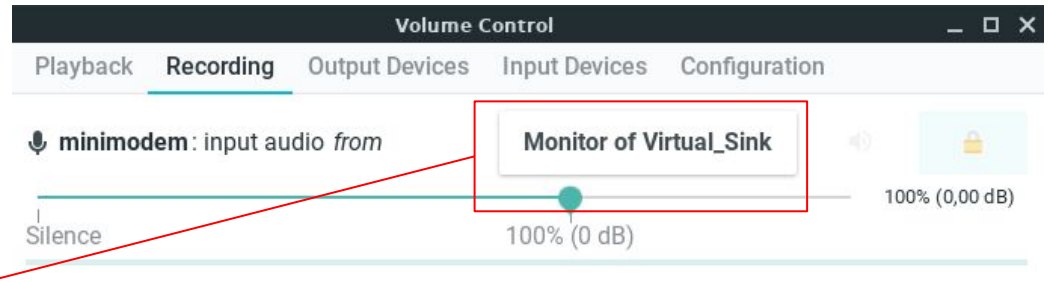 Volume Control
Playback Recording Output Devices Input Devices Configuration
minimodem: input audio from Monitor of Virtual_Sink
100% (0,00 dB)
Silence 100% (0 dB)